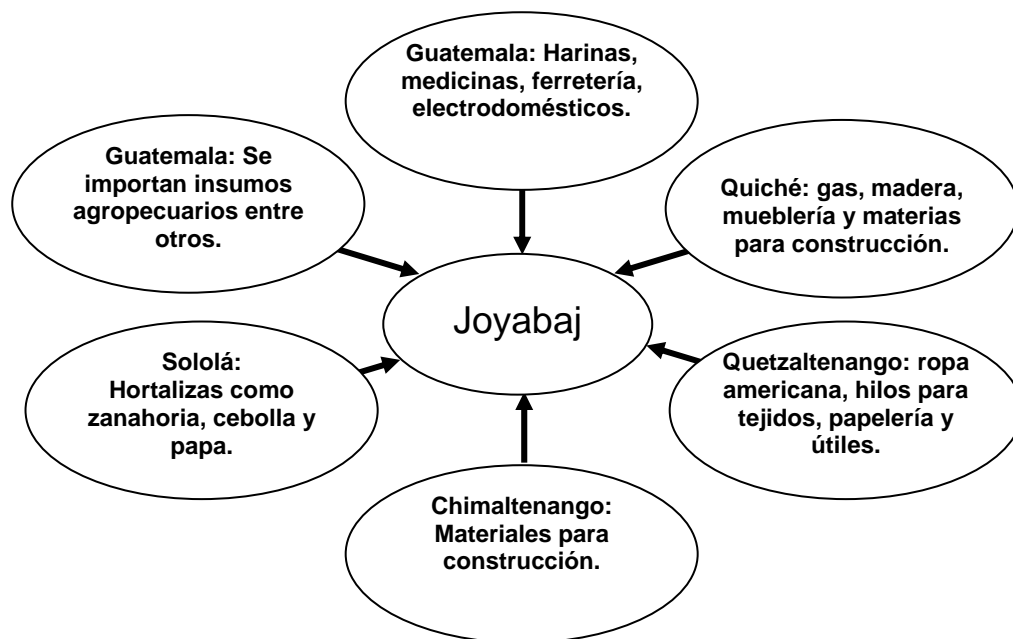 Guatemala: Harinas,
medicinas, ferretería,
electrodomésticos.
Guatemala: Se
importan insumos
agropecuarios entre
otros.
Quiché: gas, madera,
mueblería y materias
para construcción.
Joyabaj
Sololá:
Hortalizas como
zanahoria, cebolla y
papa.
Quetzaltenango: ropa
americana, hilos para
tejidos, papelería y
útiles.
Chimaltenango:
Materiales para
construcción.